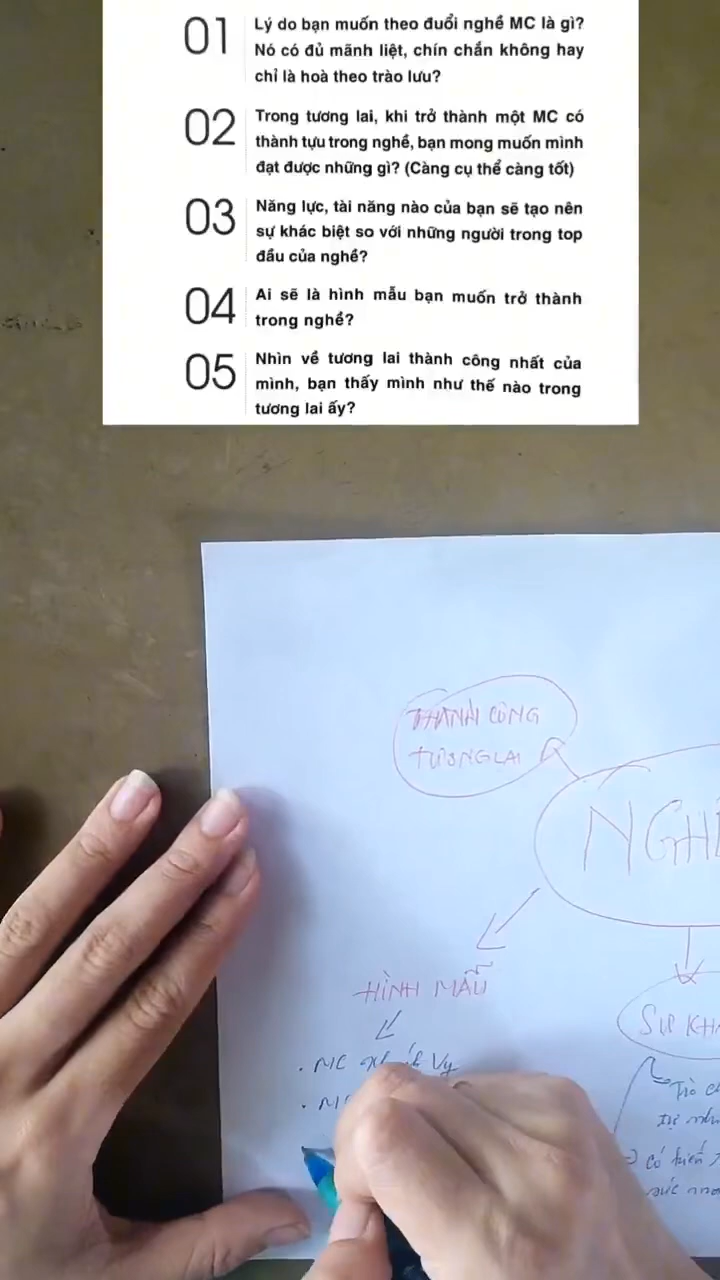 01
Lý do bạn muốn theo đuổi nghề MC là gì?
Nó có đủ mãnh liệt, chín chắn không hay
chỉ là hoà theo trào lưu?
02
Trong tương lai, khi trở thành một MC có
thành tựu trong nghề, bạn mong muốn mình
đạt được những gì? (Càng cụ thể càng tốt)
03
Năng lực, tài năng nào của bạn sẽ tạo nên
sự khác biệt so với những người trong top
đầu của nghề?
04
Ai sẽ là hình mẫu bạn muốn trở thành
trong nghề?
05
Nhìn về tương lai thành công nhất của
mình, bạn thấy mình như thế nào trong
tương lai ấy?
THÀNH CÔNG
TƯƠNG LAI
HÌNH MẪU
. MC Vy